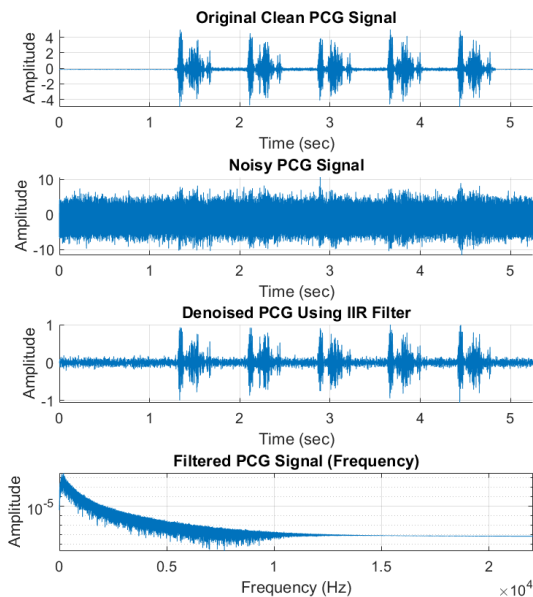 Original Clean PCG Signal
Amplitude
4
2
0
-2
-4
0 1 2 3 4 5
Time (sec)
Noisy PCG Signal
Amplitude
10
0
-10
0 1 2 3 4 5
Time (sec)
Denoised PCG Using IIR Filter
Amplitude
1
0
-1
0 1 2 3 4 5
Time (sec)
Filtered PCG Signal (Frequency)
Amplitude
10-5
0 0.5 1 1.5 2
Frequency (Hz)
×104